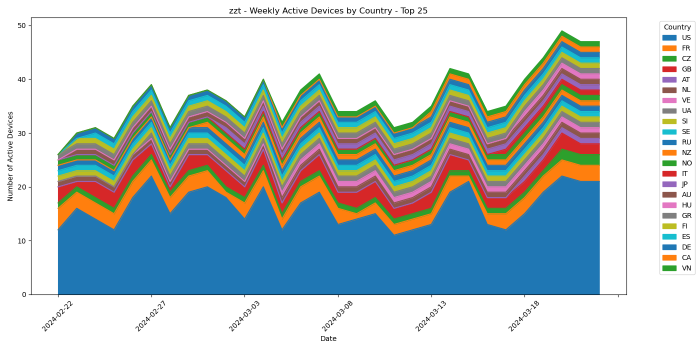 zzt - Weekly Active Devices by Country - Top 25
Number of Active Devices
50
40
30
20
10
0
2024-02-22
2024-02-27
2024-03-03
2024-03-08
2024-03-13
2024-03-18
Date
Country
US
FR
CZ
GB
AT
NL
VE
UA
SI
SE
RU
NZ
NO
IT
JP
AU
HU
GR
FI
ES
DE
CA
VN